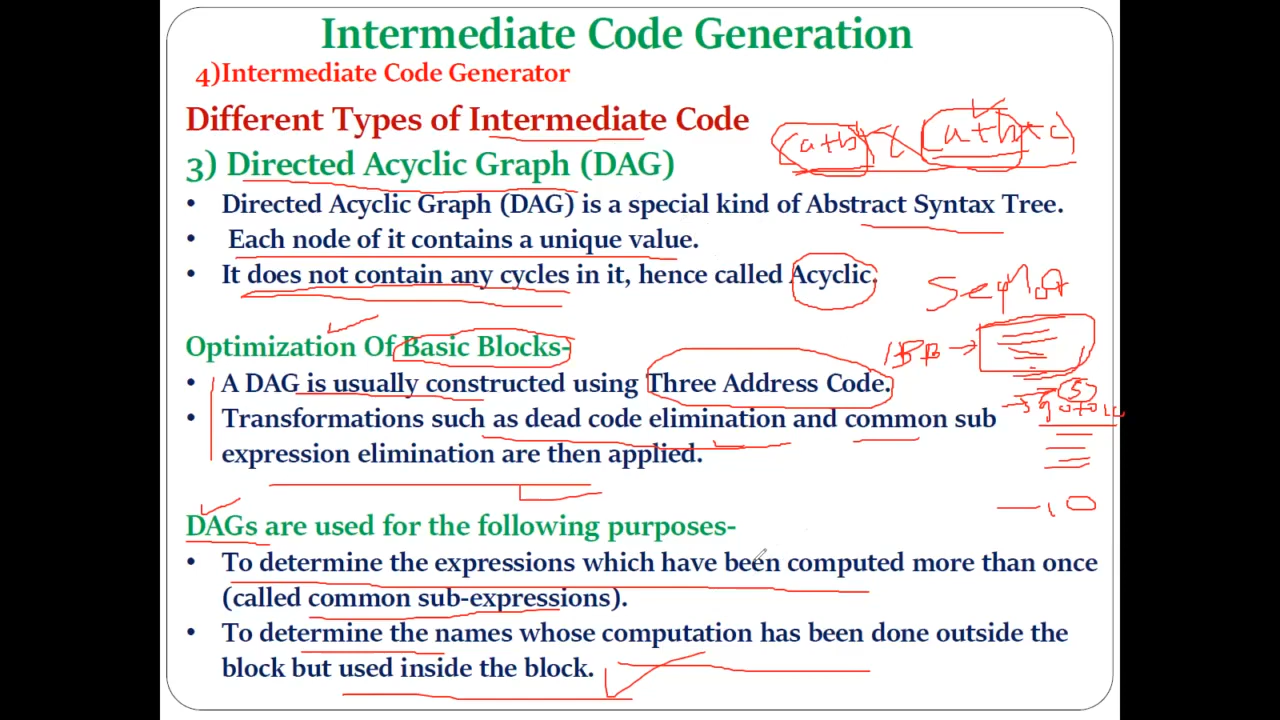 Intermediate Code Generation
4)Intermediate Code Generator
Different Types of Intermediate Code
(a+b) (a+b+c)
3) Directed Acyclic Graph (DAG)
• Directed Acyclic Graph (DAG) is a special kind of Abstract Syntax Tree.
• Each node of it contains a unique value.
• It does not contain any cycles in it, hence called Acyclic.
Optimization Of Basic Blocks-
• A DAG is usually constructed using Three Address Code.
• Transformations such as dead code elimination and common sub
expression elimination are then applied.
DAGs are used for the following purposes-
• To determine the expressions which have been computed more than once
(called common sub-expressions).
• To determine the names whose computation has been done outside the
block but used inside the block.